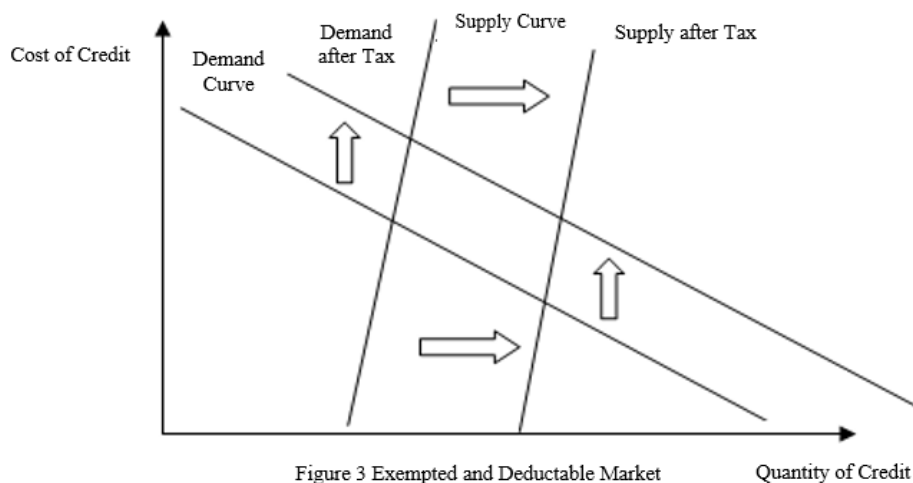 Cost of Credit
Demand
Curve
Demand
after Tax
Supply Curve
Supply after Tax
Figure 3 Exempted and Deductable Market
Quantity of Credit